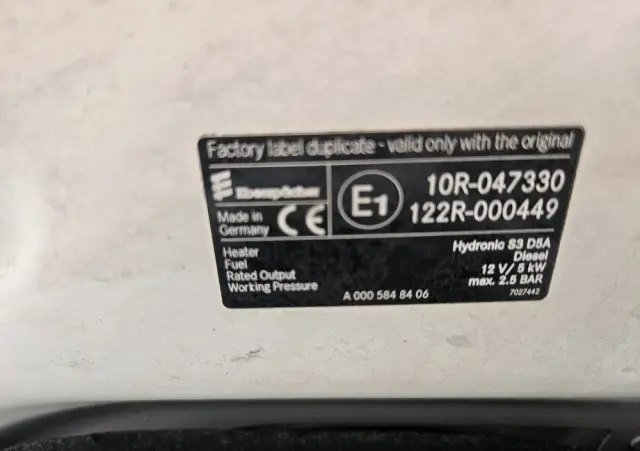 Factory label duplicate - valid only with the original
Eberspächer
10R-047330
E1
122R-000449
Made in
Germany
CE
Heater Hydronic S3 D5A
Fuel Diesel
Rated Output 12 V/ 5 kW
Working Pressure max. 2.5 BAR
A 000 584 84 06
7027442